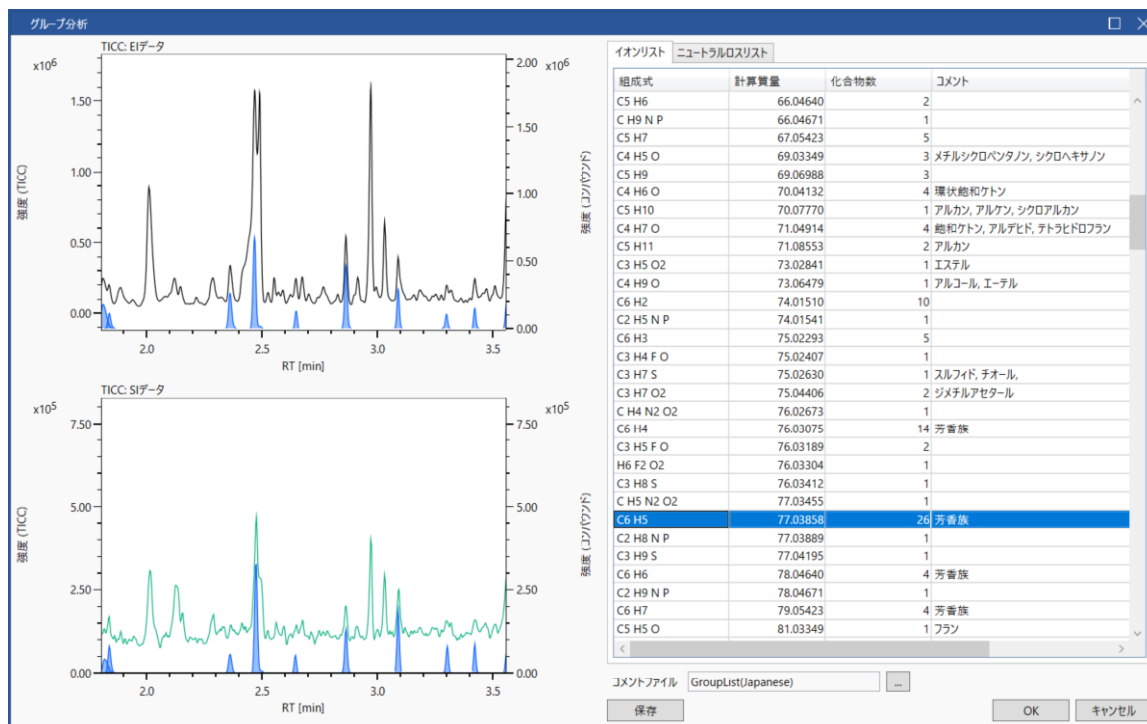 グループ分析
TICC: EIデータ
x10⁶
x10⁶
2.00
1.50
1.50
1.00
1.00
0.50
0.50
0.00
0.00
強度 (TICC)
強度 (コンパウンド)
2.0 2.5 3.0 3.5
RT [min]
TICC: SIデータ
x10⁵
x10⁵
7.50
7.50
5.00
5.00
2.50
2.50
0.00
0.00
強度 (TICC)
強度 (コンパウンド)
2.0 2.5 3.0 3.5
RT [min]
イオンリスト ニュートラルロスリスト
組成式 計算質量 化合物数 コメント
C5 H6 66.04640 2
C H9 N P 66.04671 1
C5 H7 67.05423 5
C4 H5 O 69.03349 3 メチルシクロペンタノン, シクロヘキサノン
C5 H9 69.06988 3
C4 H6 O 70.04132 4 環状飽和ケトン
C5 H10 70.07770 1 アルカン, アルケン, シクロアルカン
C4 H7 O 71.04914 4 飽和ケトン, アルデヒド, テトラヒドロフラン
C5 H11 71.08553 2 アルカン
C3 H5 O2 73.02841 1 エステル
C4 H9 O 73.06479 1 アルコール, エーテル
C6 H2 74.01510 10
C2 H5 N P 74.01541 1
C6 H3 75.02293 5
C3 H4 F O 75.02407 1
C3 H7 S 75.02630 1 スルフィド, チオール,
C3 H7 O2 75.04406 2 ジメチルアセタール
C H4 N2 O2 76.02673 1
C6 H4 76.03075 14 芳香族
C3 H5 F O 76.03189 2
H6 F2 O2 76.03304 1
C3 H8 S 76.03412 1
C H5 N2 O2 77.03455 1
C6 H5 77.03858 26 芳香族
C2 H8 N P 77.03889 1
C3 H9 S 77.04195 1
C6 H6 78.04640 4 芳香族
C2 H9 N P 78.04671 1
C6 H7 79.05423 4 芳香族
C5 H5 O 81.03349 1 フラン
コメントファイル GroupList(Japanese) ...
保存 OK キャンセル